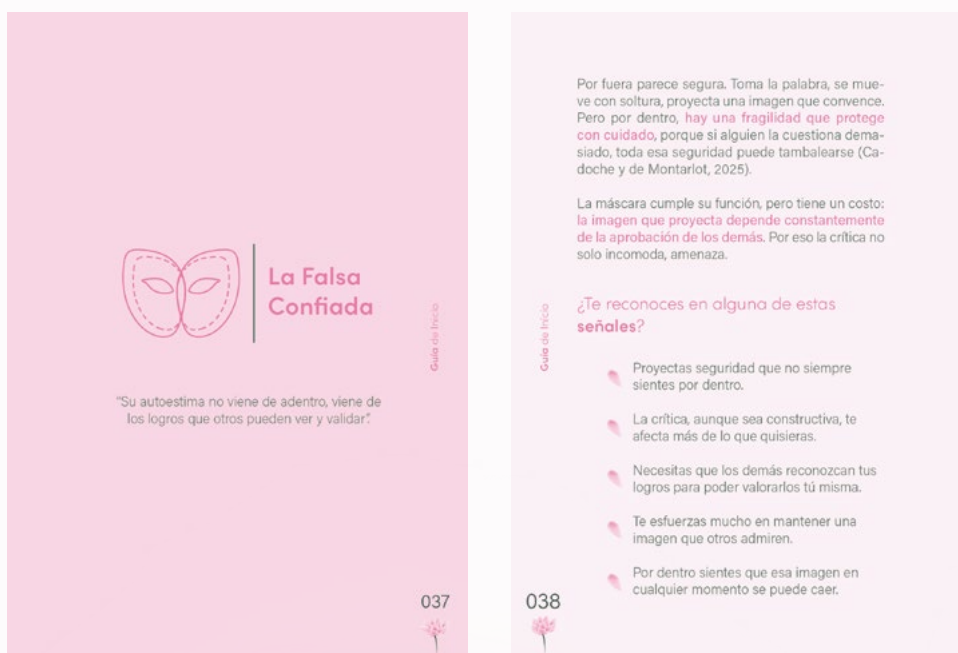 La Falsa
Confiada
Guía de Inicio
"Su autoestima no viene de adentro, viene de
los logros que otros pueden ver y validar".
037
Por fuera parece segura. Toma la palabra, se mue-
ve con soltura, proyecta una imagen que convence.
Pero por dentro, hay una fragilidad que protege
con cuidado, porque si alguien la cuestiona dema-
siado, toda esa seguridad puede tambalearse (Ca-
doche y de Montarlot, 2025).
La máscara cumple su función, pero tiene un costo:
la imagen que proyecta depende constantemente
de la aprobación de los demás. Por eso la crítica no
solo incomoda, amenaza.
Guía de Inicio
¿Te reconoces en alguna de estas
señales?
Proyectas seguridad que no siempre
sientes por dentro.
La crítica, aunque sea constructiva, te
afecta más de lo que quisieras.
Necesitas que los demás reconozcan tus
logros para poder valorarlos tú misma.
Te esfuerzas mucho en mantener una
imagen que otros admiren.
Por dentro sientes que esa imagen en
cualquier momento se puede caer.
038